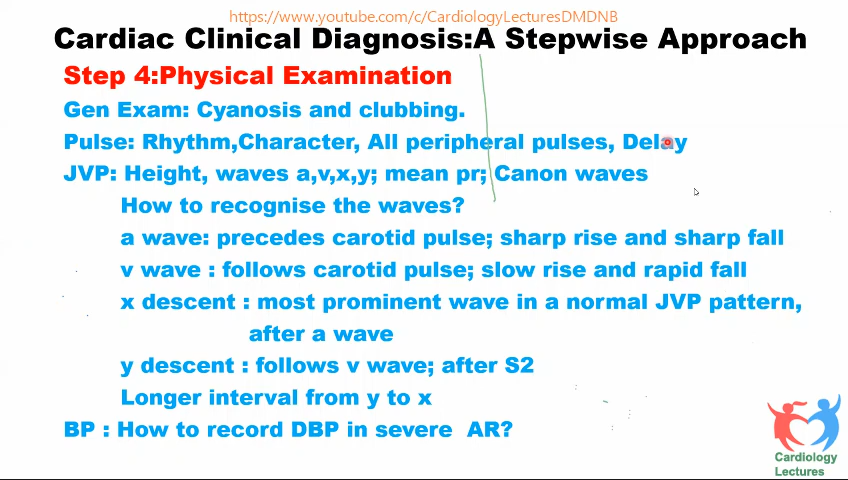 https://www.youtube.com/c/CardiologyLecturesDMDNB
Cardiac Clinical Diagnosis:A Stepwise Approach
Step 4:Physical Examination
Gen Exam: Cyanosis and clubbing.
Pulse: Rhythm,Character, All peripheral pulses, Delay
JVP: Height, waves a,v,x,y; mean pr; Canon waves
How to recognise the waves?
a wave: precedes carotid pulse; sharp rise and sharp fall
v wave : follows carotid pulse; slow rise and rapid fall
x descent : most prominent wave in a normal JVP pattern,
after a wave
y descent : follows v wave; after S2
Longer interval from y to x
BP : How to record DBP in severe AR?
Cardiology
Lectures